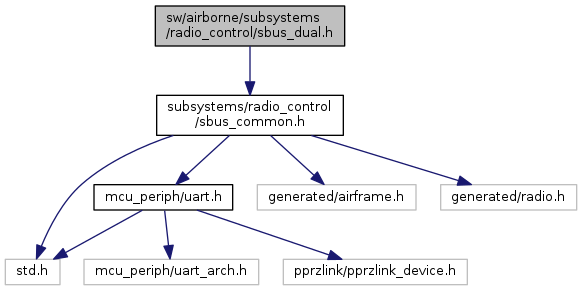 sw/airborne/subsystems
/radio_control/sbus_dual.h
subsystems/radio_control
/sbus_common.h
mcu_periph/uart.h
generated/airframe.h
generated/radio.h
std.h
mcu_periph/uart_arch.h
pprzlink/pprzlink_device.h